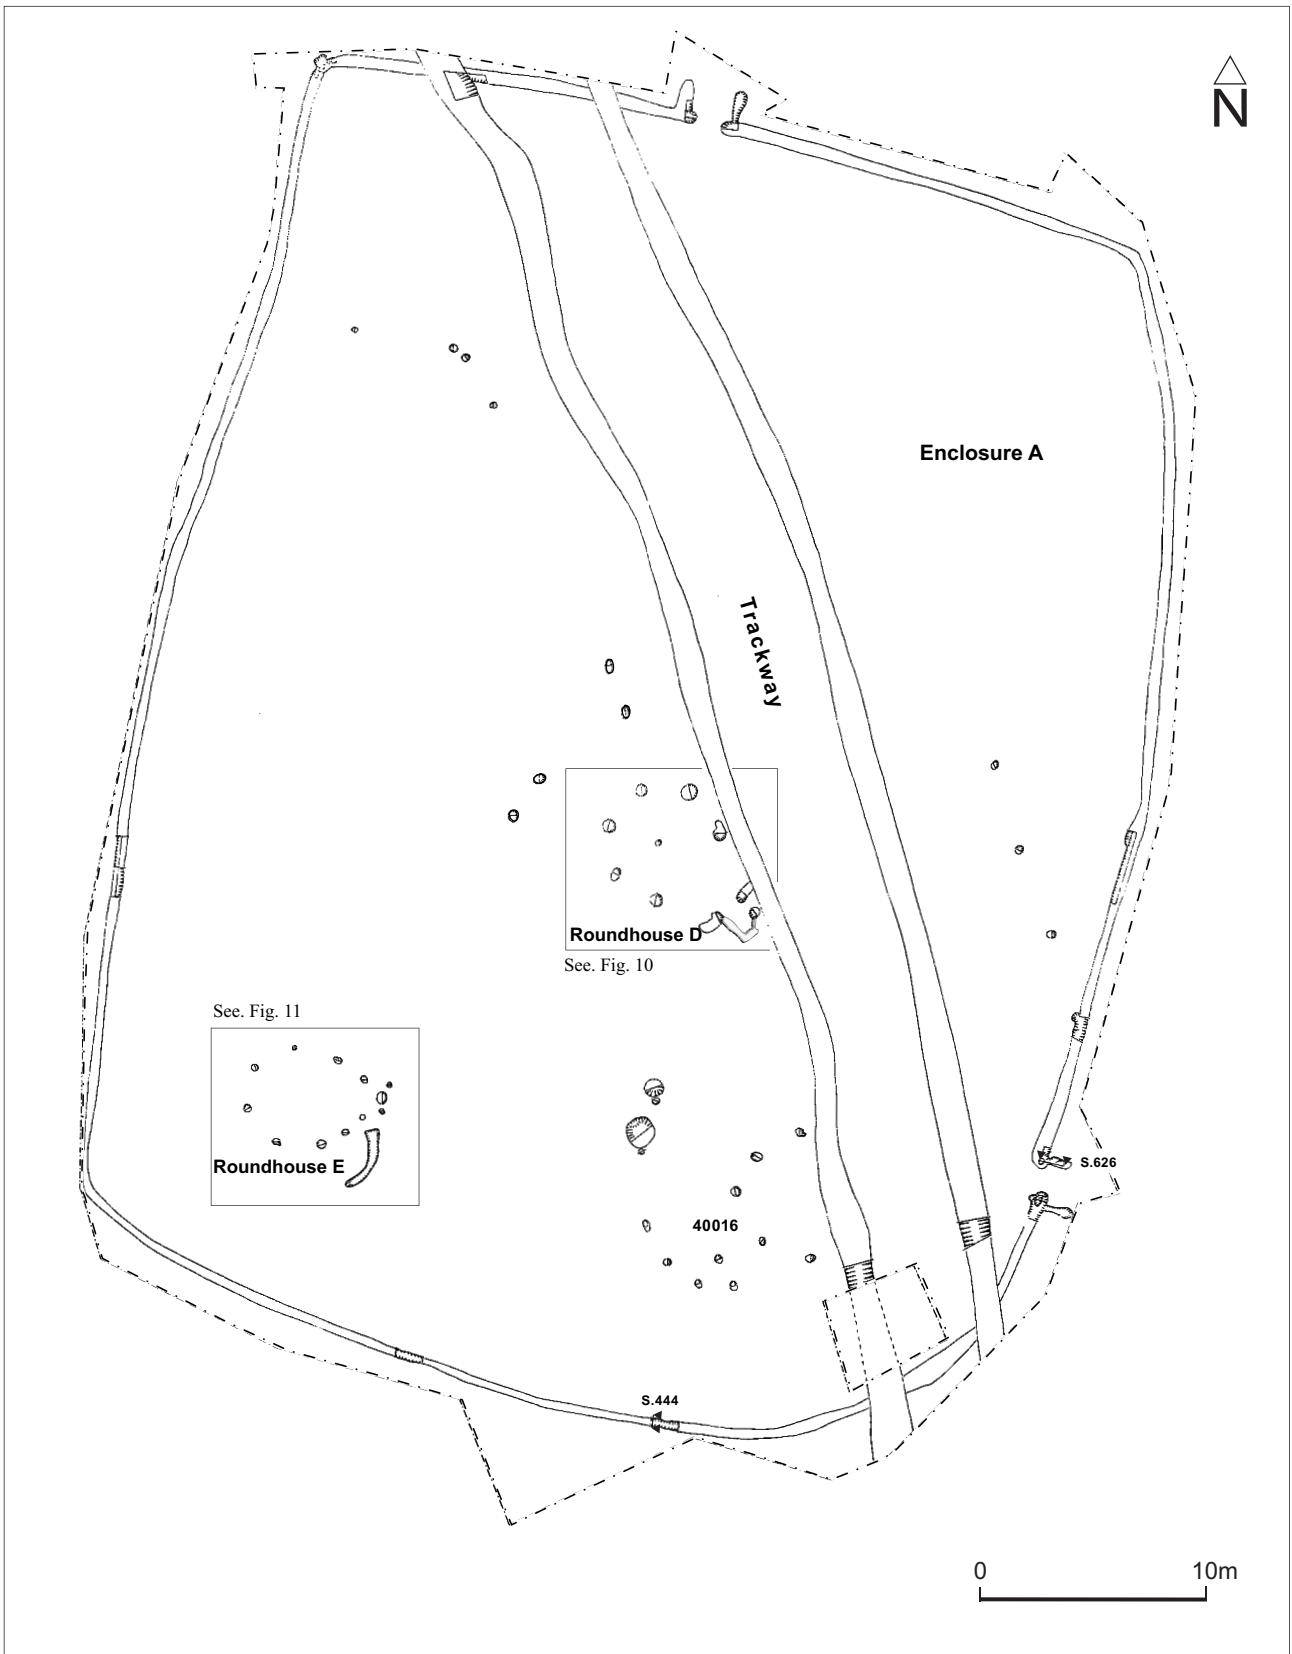 N
Enclosure A
Trackway
Roundhouse D
See. Fig. 10
See. Fig. 11
Roundhouse E
S.626
40016
S.444
0 10m